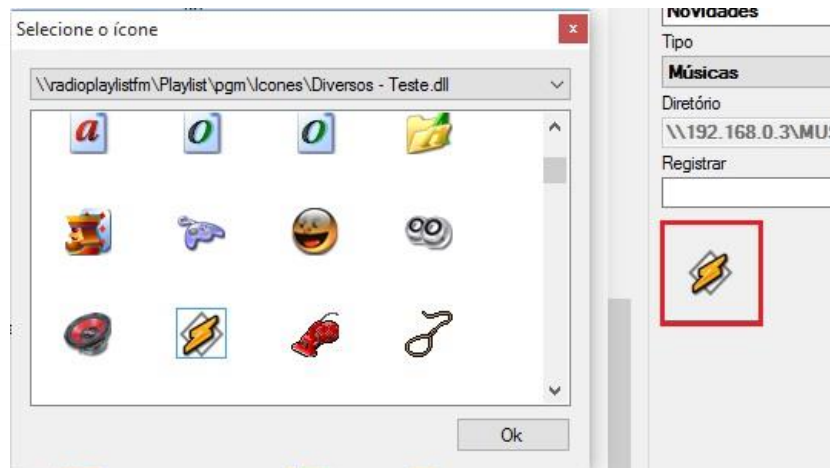 Selecione o ícone
\\radioplaylistfm\Playlist\pgm\Icones\Diversos - Teste.dll
a
o
o
Ok
Novidades
Tipo
Músicas
Diretório
\\192.168.0.3\MUS
Registrar